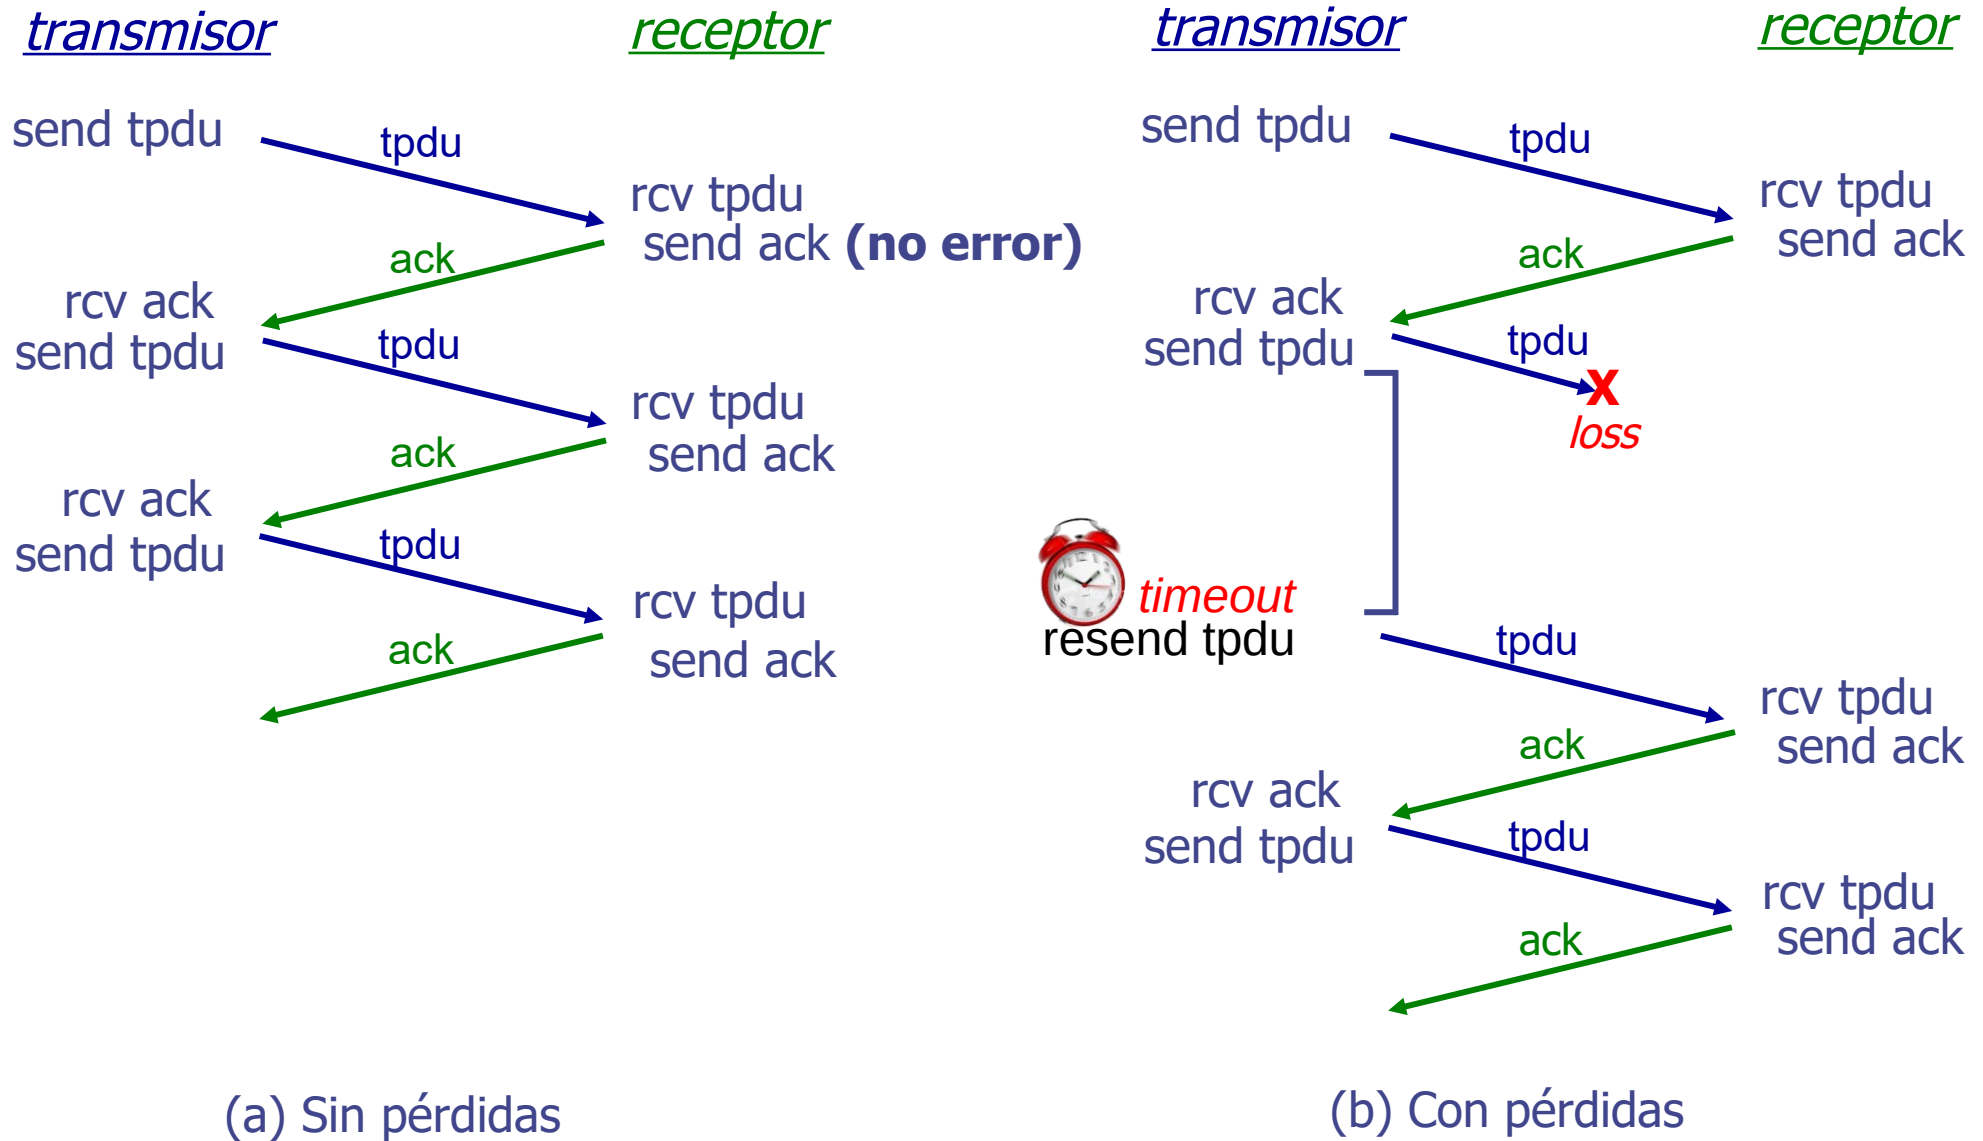 transmisor
receptor
send tpdu
tpdu
rcv tpdu
send ack (no error)
ack
rcv ack
send tpdu
tpdu
rcv tpdu
send ack
ack
rcv ack
send tpdu
tpdu
rcv tpdu
send ack
ack
(a) Sin pérdidas
transmisor
receptor
send tpdu
tpdu
rcv tpdu
send ack
ack
rcv ack
send tpdu
tpdu
X
loss
timeout
resend tpdu
tpdu
rcv tpdu
send ack
ack
rcv ack
send tpdu
tpdu
rcv tpdu
send ack
ack
(b) Con pérdidas